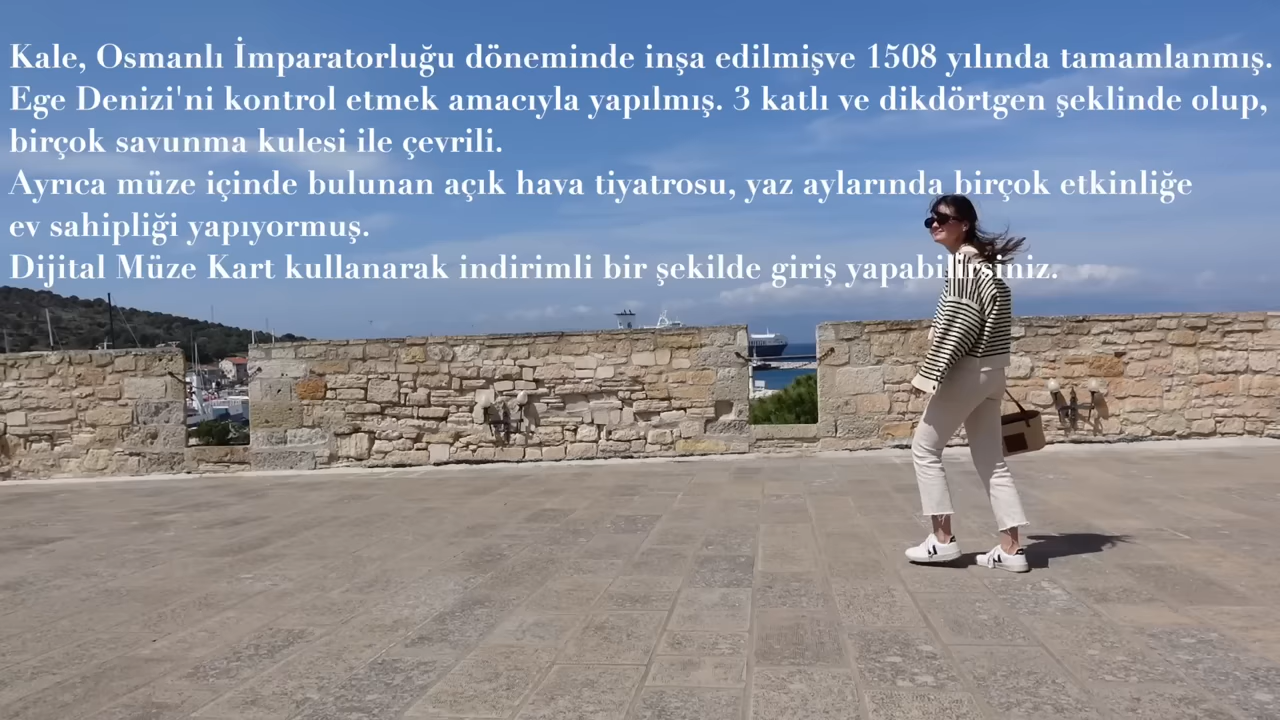 Kale, Osmanlı İmparatorluğu döneminde inşa edilmişve 1508 yılında tamamlanmış.
Ege Denizi'ni kontrol etmek amacıyla yapılmış. 3 katlı ve dikdörtgen şeklinde olup,
birçok savunma kulesi ile çevrili.
Ayrıca müze içinde bulunan açık hava tiyatrosu, yaz aylarında birçok etkinliğe
ev sahipliği yapıyormuş.
Dijital Müze Kart kullanarak indirimli bir şekilde giriş yapabilirsiniz.